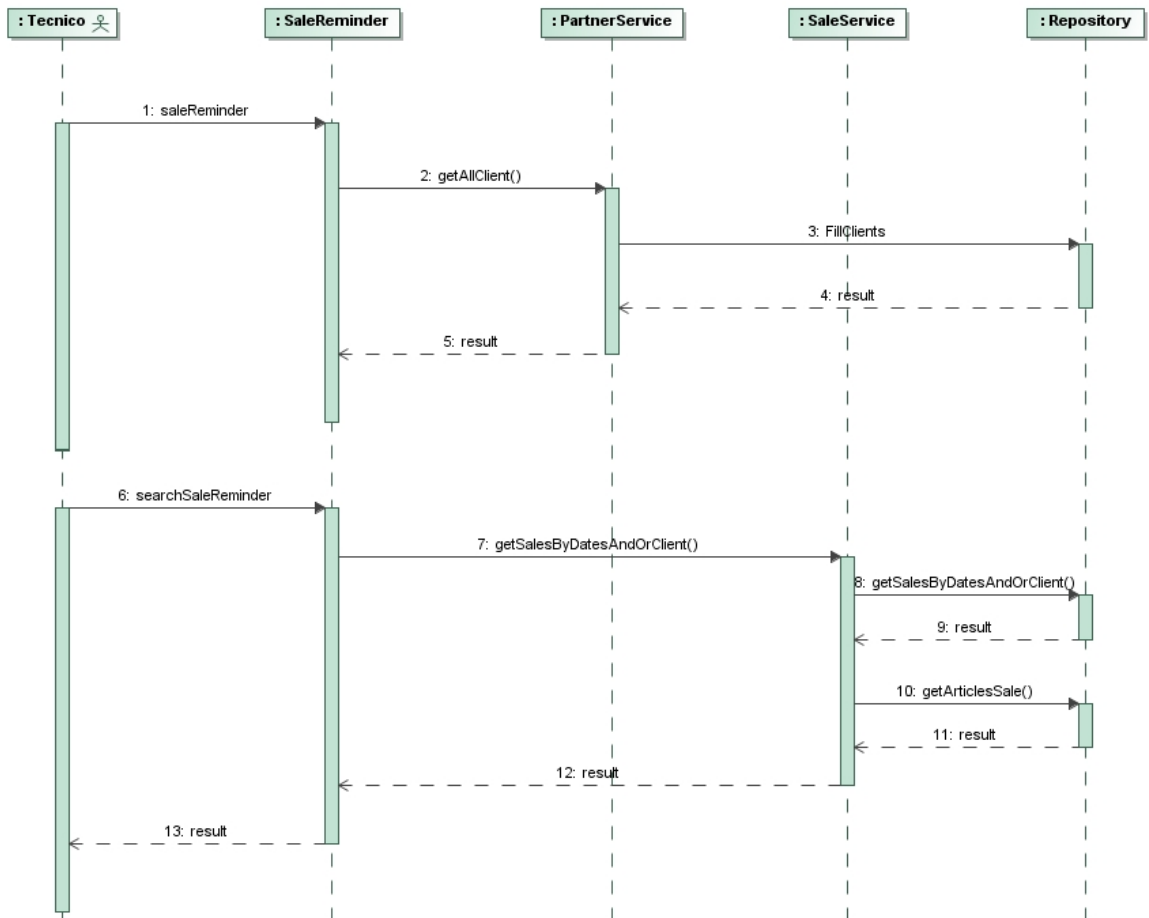 : Tecnico
: SaleReminder
: PartnerService
: SaleService
: Repository
1: saleReminder
2: getAllClient()
3: FillClients
4: result
5: result
6: searchSaleReminder
7: getSalesByDatesAndOrClient()
8: getSalesByDatesAndOrClient()
9: result
10: getArticlesSale()
11: result
12: result
13: result